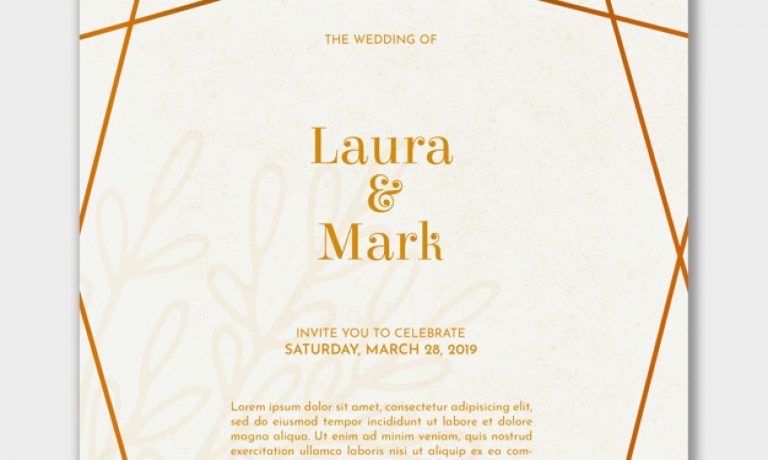 THE WEDDING OF
Laura
&
Mark
INVITE YOU TO CELEBRATE
SATURDAY, MARCH 28, 2019
Lorem ipsum dolor sit amet, consectetur adipiscing elit,
sed do eiusmod tempor incididunt ut labore et dolore
magna aliqua. Ut enim ad minim veniam, quis nostrud
exercitation ullamco laboris nisi ut aliquip ex ea com-